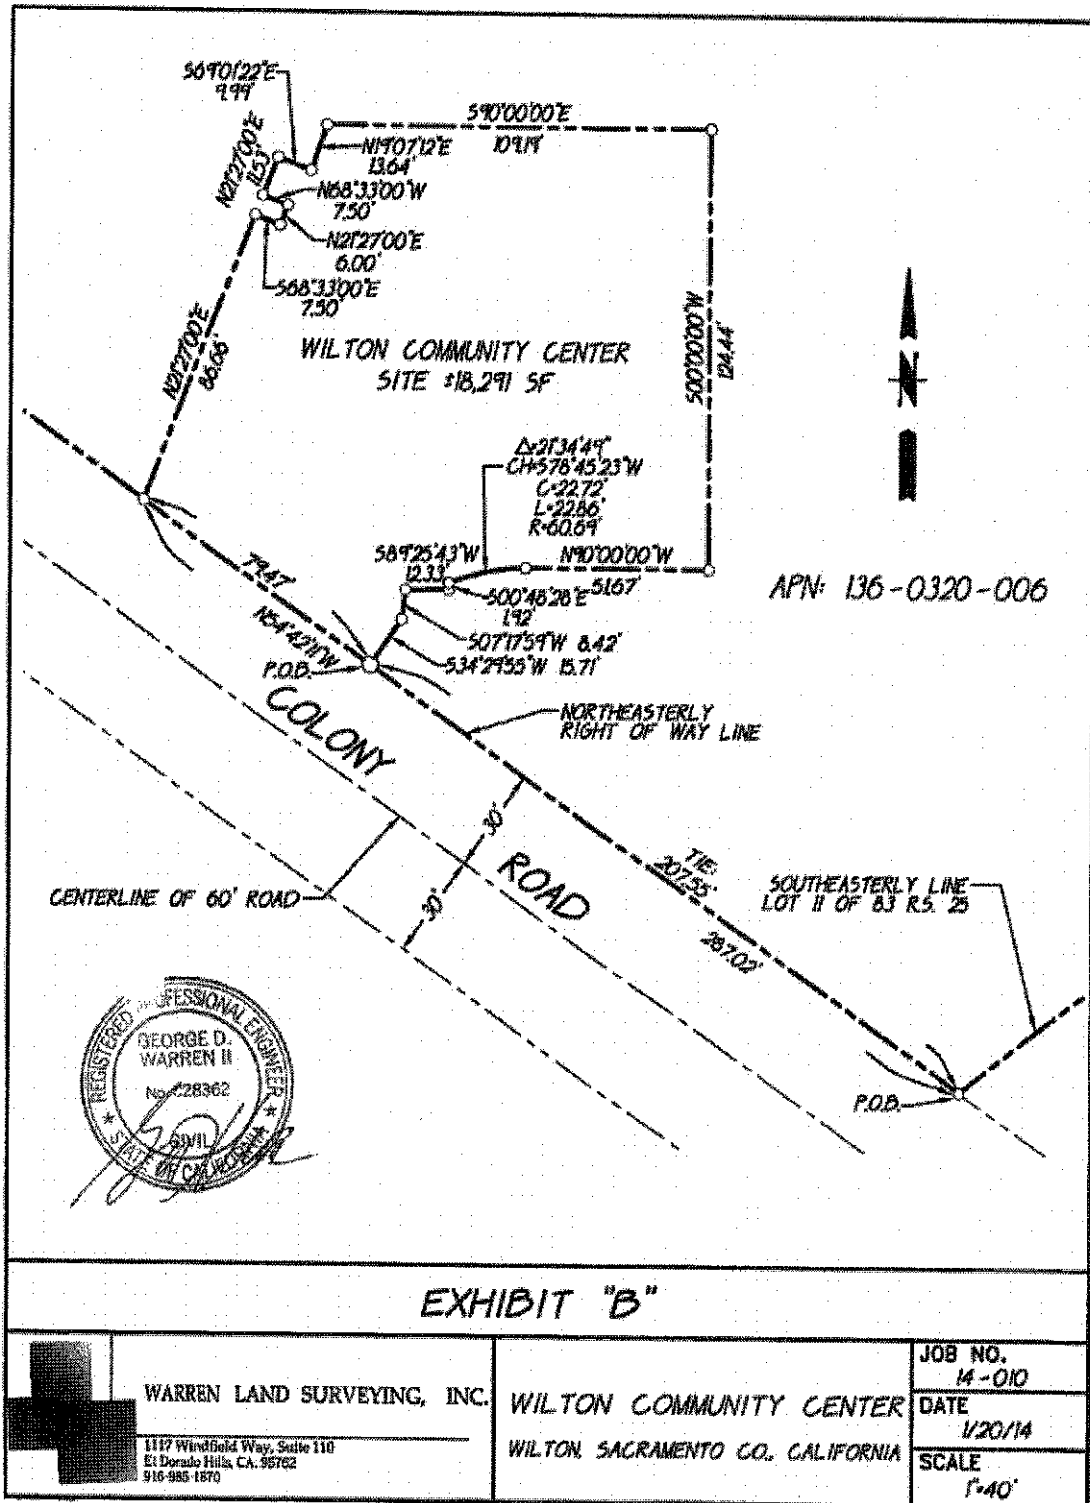 S69°01'22"E
9.99'
S90°00'00"E
109.19'
N19°07'12"E
13.64'
N21°27'00"E
11.53'
N68°33'00"W
7.50'
N21°27'00"E
6.00'
S68°33'00"E
7.50'
N21°27'00"E
86.06'
WILTON COMMUNITY CENTER
SITE ±18,291 SF
S00°00'00"W
124.44'
N
Δ=21°34'49"
CH=S78°45'23"W
C=22.72'
L=22.86'
R=60.69'
S89°25'43"W
12.33'
N90°00'00"W
51.67'
S00°48'28"E
1.92'
S07°17'59"W 8.42'
S34°29'55"W 15.71'
APN: 136-0320-006
79.47'
N54°42'11"W
P.O.B.
COLONY
ROAD
NORTHEASTERLY
RIGHT OF WAY LINE
30'
30'
CENTERLINE OF 60' ROAD
TIE:
207.55'
287.02'
SOUTHEASTERLY LINE
LOT 11 OF 83 R.S. 25
P.O.B.
REGISTERED PROFESSIONAL ENGINEER
GEORGE D.
WARREN II
No. C28362
CIVIL
STATE OF CALIFORNIA
EXHIBIT "B"
WARREN LAND SURVEYING, INC.
1117 Windfield Way, Suite 110
El Dorado Hills, CA. 95762
916-985-1870
WILTON COMMUNITY CENTER
WILTON, SACRAMENTO CO., CALIFORNIA
JOB NO.
14-010
DATE
1/20/14
SCALE
1"=40'